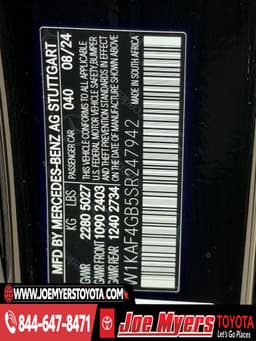 MFD BY MERCEDES-BENZ AG STUTTGART
PASSENGER CAR 040 08/24
KG LBS
GVWR 2280 5027
GAWR FRONT 1090 2403
GAWR REAR 1240 2734
THIS VEHICLE CONFORMS TO ALL APPLICABLE
U.S. FEDERAL MOTOR VEHICLE SAFETY, BUMPER
AND THEFT PREVENTION STANDARDS IN EFFECT
ON THE DATE OF MANUFACTURE SHOWN ABOVE.
MADE IN SOUTH AFRICA
W1KAF4GB5SR247942
WWW.JOEMYERSTOYOTA.COM
844-647-8471
Joe Myers
TOYOTA
Let's Go Places